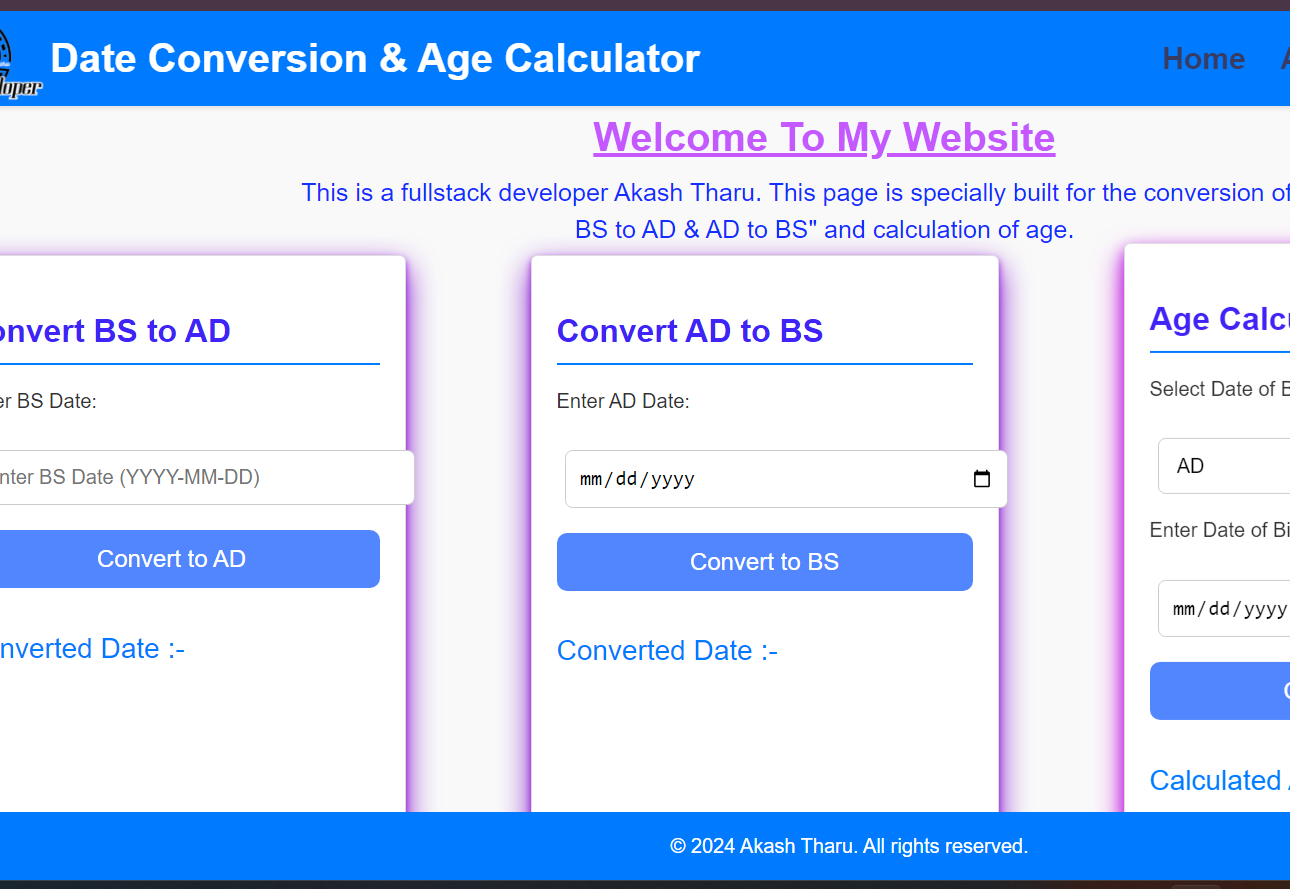 Date Conversion & Age Calculator
Home
Welcome To My Website
This is a fullstack developer Akash Tharu. This page is specially built for the conversion of
BS to AD & AD to BS" and calculation of age.
nvert BS to AD
er BS Date:
nter BS Date (YYYY-MM-DD)
Convert to AD
nverted Date :-
Convert AD to BS
Enter AD Date:
mm/dd/yyyy
Convert to BS
Converted Date :-
Age Calc
Select Date of
AD
Enter Date of Bi
mm/dd/yyyy
Calculated
© 2024 Akash Tharu. All rights reserved.